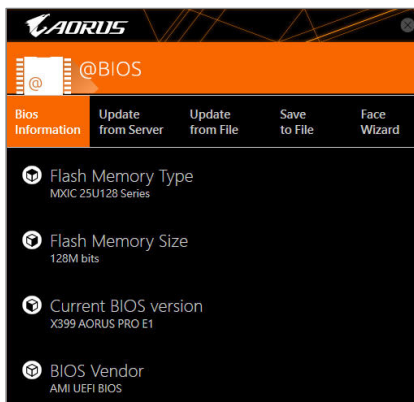 AORUS
@
@BIOS
Bios Information
Update from Server
Update from File
Save to File
Face Wizard
Flash Memory Type
MXIC 25U128 Series
Flash Memory Size
128M bits
Current BIOS version
X399 AORUS PRO E1
BIOS Vendor
AMI UEFI BIOS